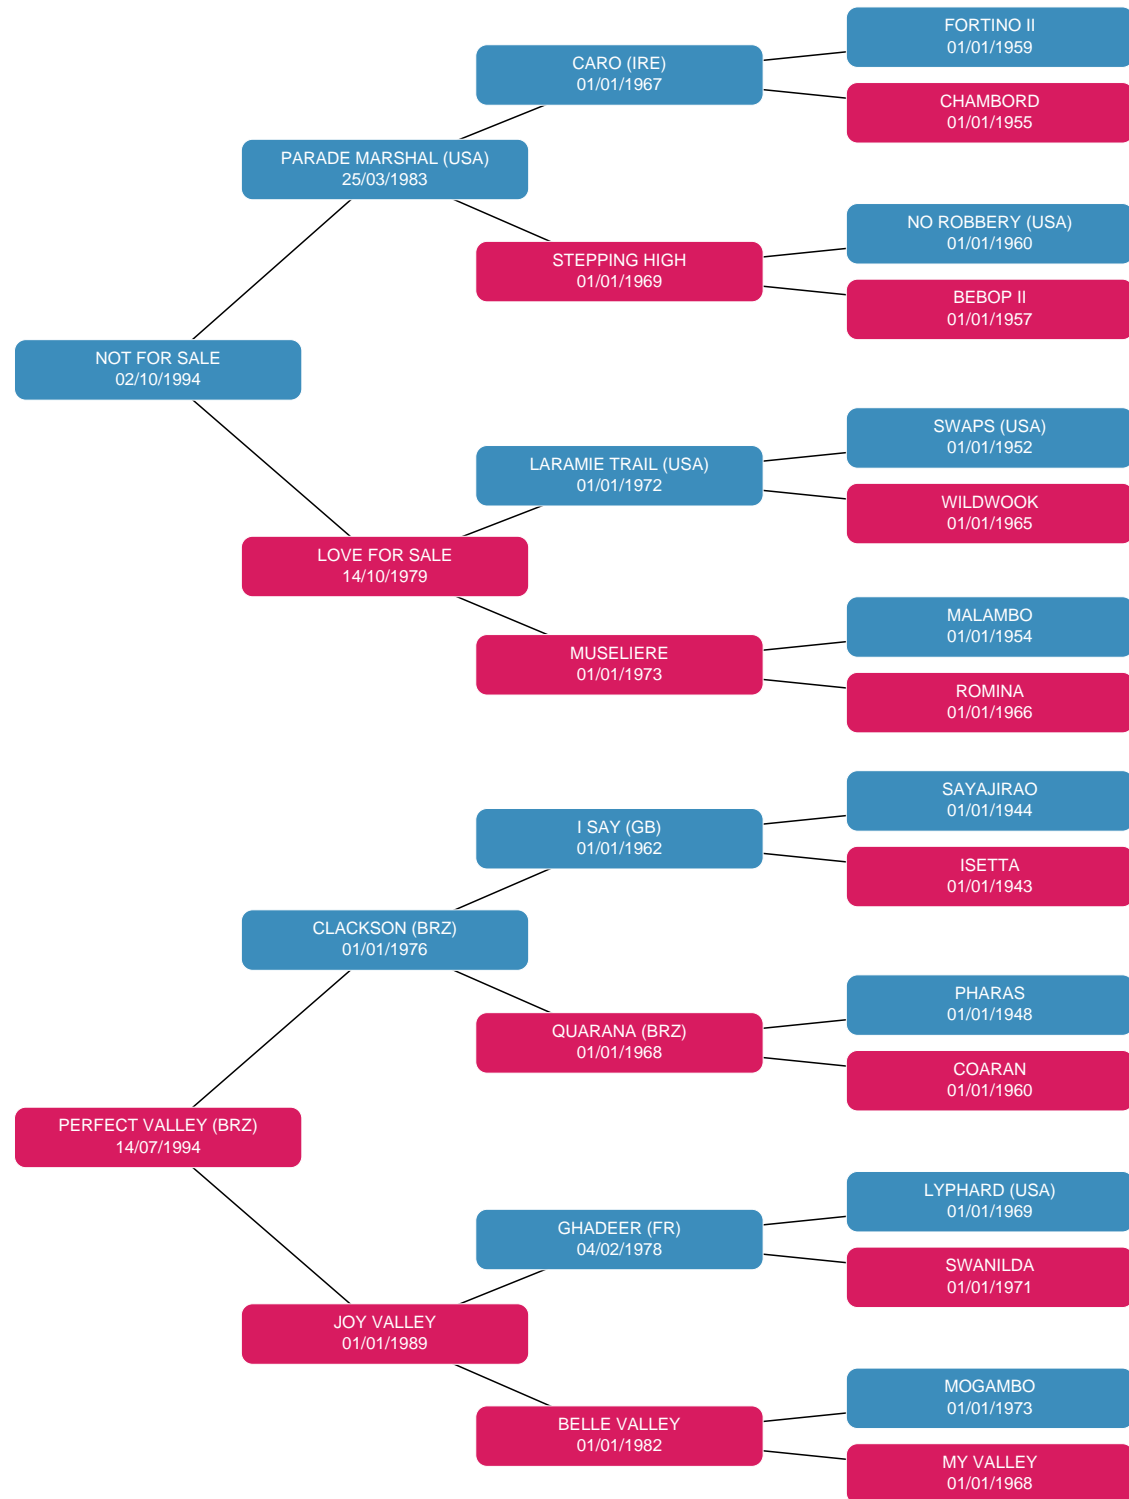 FORTINO II
01/01/1959
CARO (IRE)
01/01/1967
CHAMBORD
01/01/1955
PARADE MARSHAL (USA)
25/03/1983
NO ROBBERY (USA)
01/01/1960
STEPPING HIGH
01/01/1969
BEBOP II
01/01/1957
NOT FOR SALE
02/10/1994
SWAPS (USA)
01/01/1952
LARAMIE TRAIL (USA)
01/01/1972
WILDWOOK
01/01/1965
LOVE FOR SALE
14/10/1979
MALAMBO
01/01/1954
MUSELIERE
01/01/1973
ROMINA
01/01/1966
SAYAJIRAO
01/01/1944
I SAY (GB)
01/01/1962
ISETTA
01/01/1943
CLACKSON (BRZ)
01/01/1976
PHARAS
01/01/1948
QUARANA (BRZ)
01/01/1968
COARAN
01/01/1960
PERFECT VALLEY (BRZ)
14/07/1994
LYPHARD (USA)
01/01/1969
GHADEER (FR)
04/02/1978
SWANILDA
01/01/1971
JOY VALLEY
01/01/1989
MOGAMBO
01/01/1973
BELLE VALLEY
01/01/1982
MY VALLEY
01/01/1968